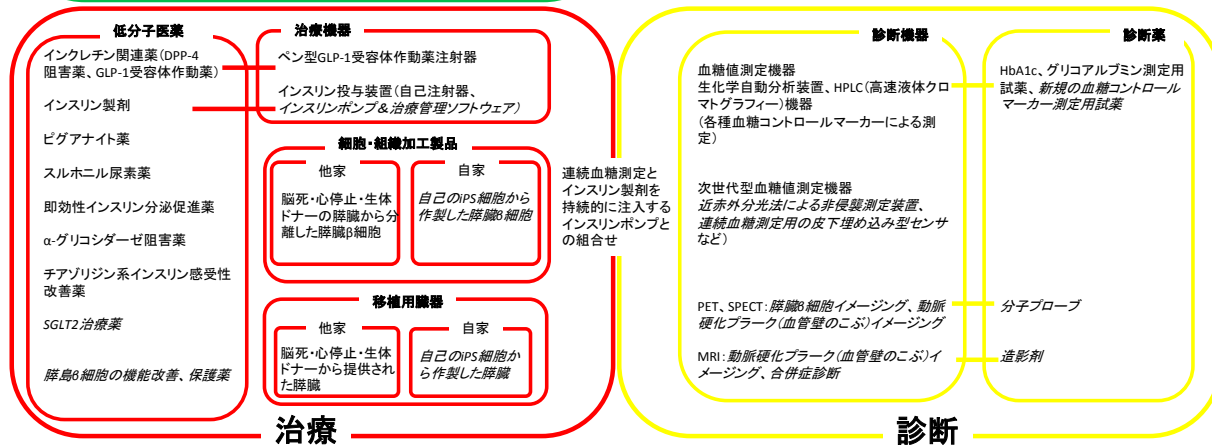 低分子医薬
インクレチン関連薬(DPP-4
阻害薬、GLP-1受容体作動薬)
インスリン製剤
ピグアナイト薬
スルホニル尿素薬
即効性インスリン分泌促進薬
α-グリコシダーゼ阻害薬
チアゾリジン系インスリン感受性
改善薬
SGLT2治療薬
膵島β細胞の機能改善、保護薬
治療機器
ペン型GLP-1受容体作動薬注射器
インスリン投与装置(自己注射器、
インスリンポンプ&治療管理ソフトウェア)
細胞・組織加工製品
他家
脳死・心停止・生体
ドナーの膵臓から分
離した膵臓β細胞
自家
自己のiPS細胞から
作製した膵臓β細胞
移植用臓器
他家
脳死・心停止・生体
ドナーから提供され
た膵臓
自家
自己のiPS細胞か
ら作製した膵臓
治療
連続血糖測定と
インスリン製剤を
持続的に注入する
インスリンポンプと
の組合せ
診断機器
血糖値測定機器
生化学自動分析装置、HPLC(高速液体クロ
マトグラフィー)機器
(各種血糖コントロールマーカーによる測
定)
次世代型血糖値測定機器
近赤外分光法による非侵襲測定装置、
連続血糖測定用の皮下埋め込み型センサ
など)
PET、SPECT:膵臓β細胞イメージング、動脈
硬化プラーク(血管壁のこぶ)イメージング
MRI:動脈硬化プラーク(血管壁のこぶ)イ
メージング、合併症診断
診断薬
HbA1c、グリコアルブミン測定用
試薬、新規の血糖コントロール
マーカー測定用試薬
分子プローブ
造影剤
診断